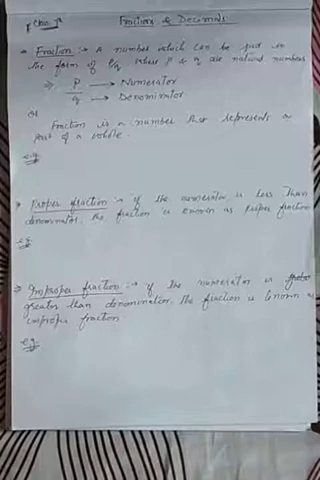 Fractions & Decimals
Fraction :- A number which can be put in
the form of P/q where P & q are natural numbers
⇒ P → Numerator
q → Denominator
or
Fraction is a number that represents a
part of a whole.
e.g.
Proper fraction :- if the numerator is less than
denominator, the fraction is known as proper fraction
eg.
⇒ Improper fraction :- if the numerator is
greater than denominator, the fraction is known as
improper fraction.
e.g.